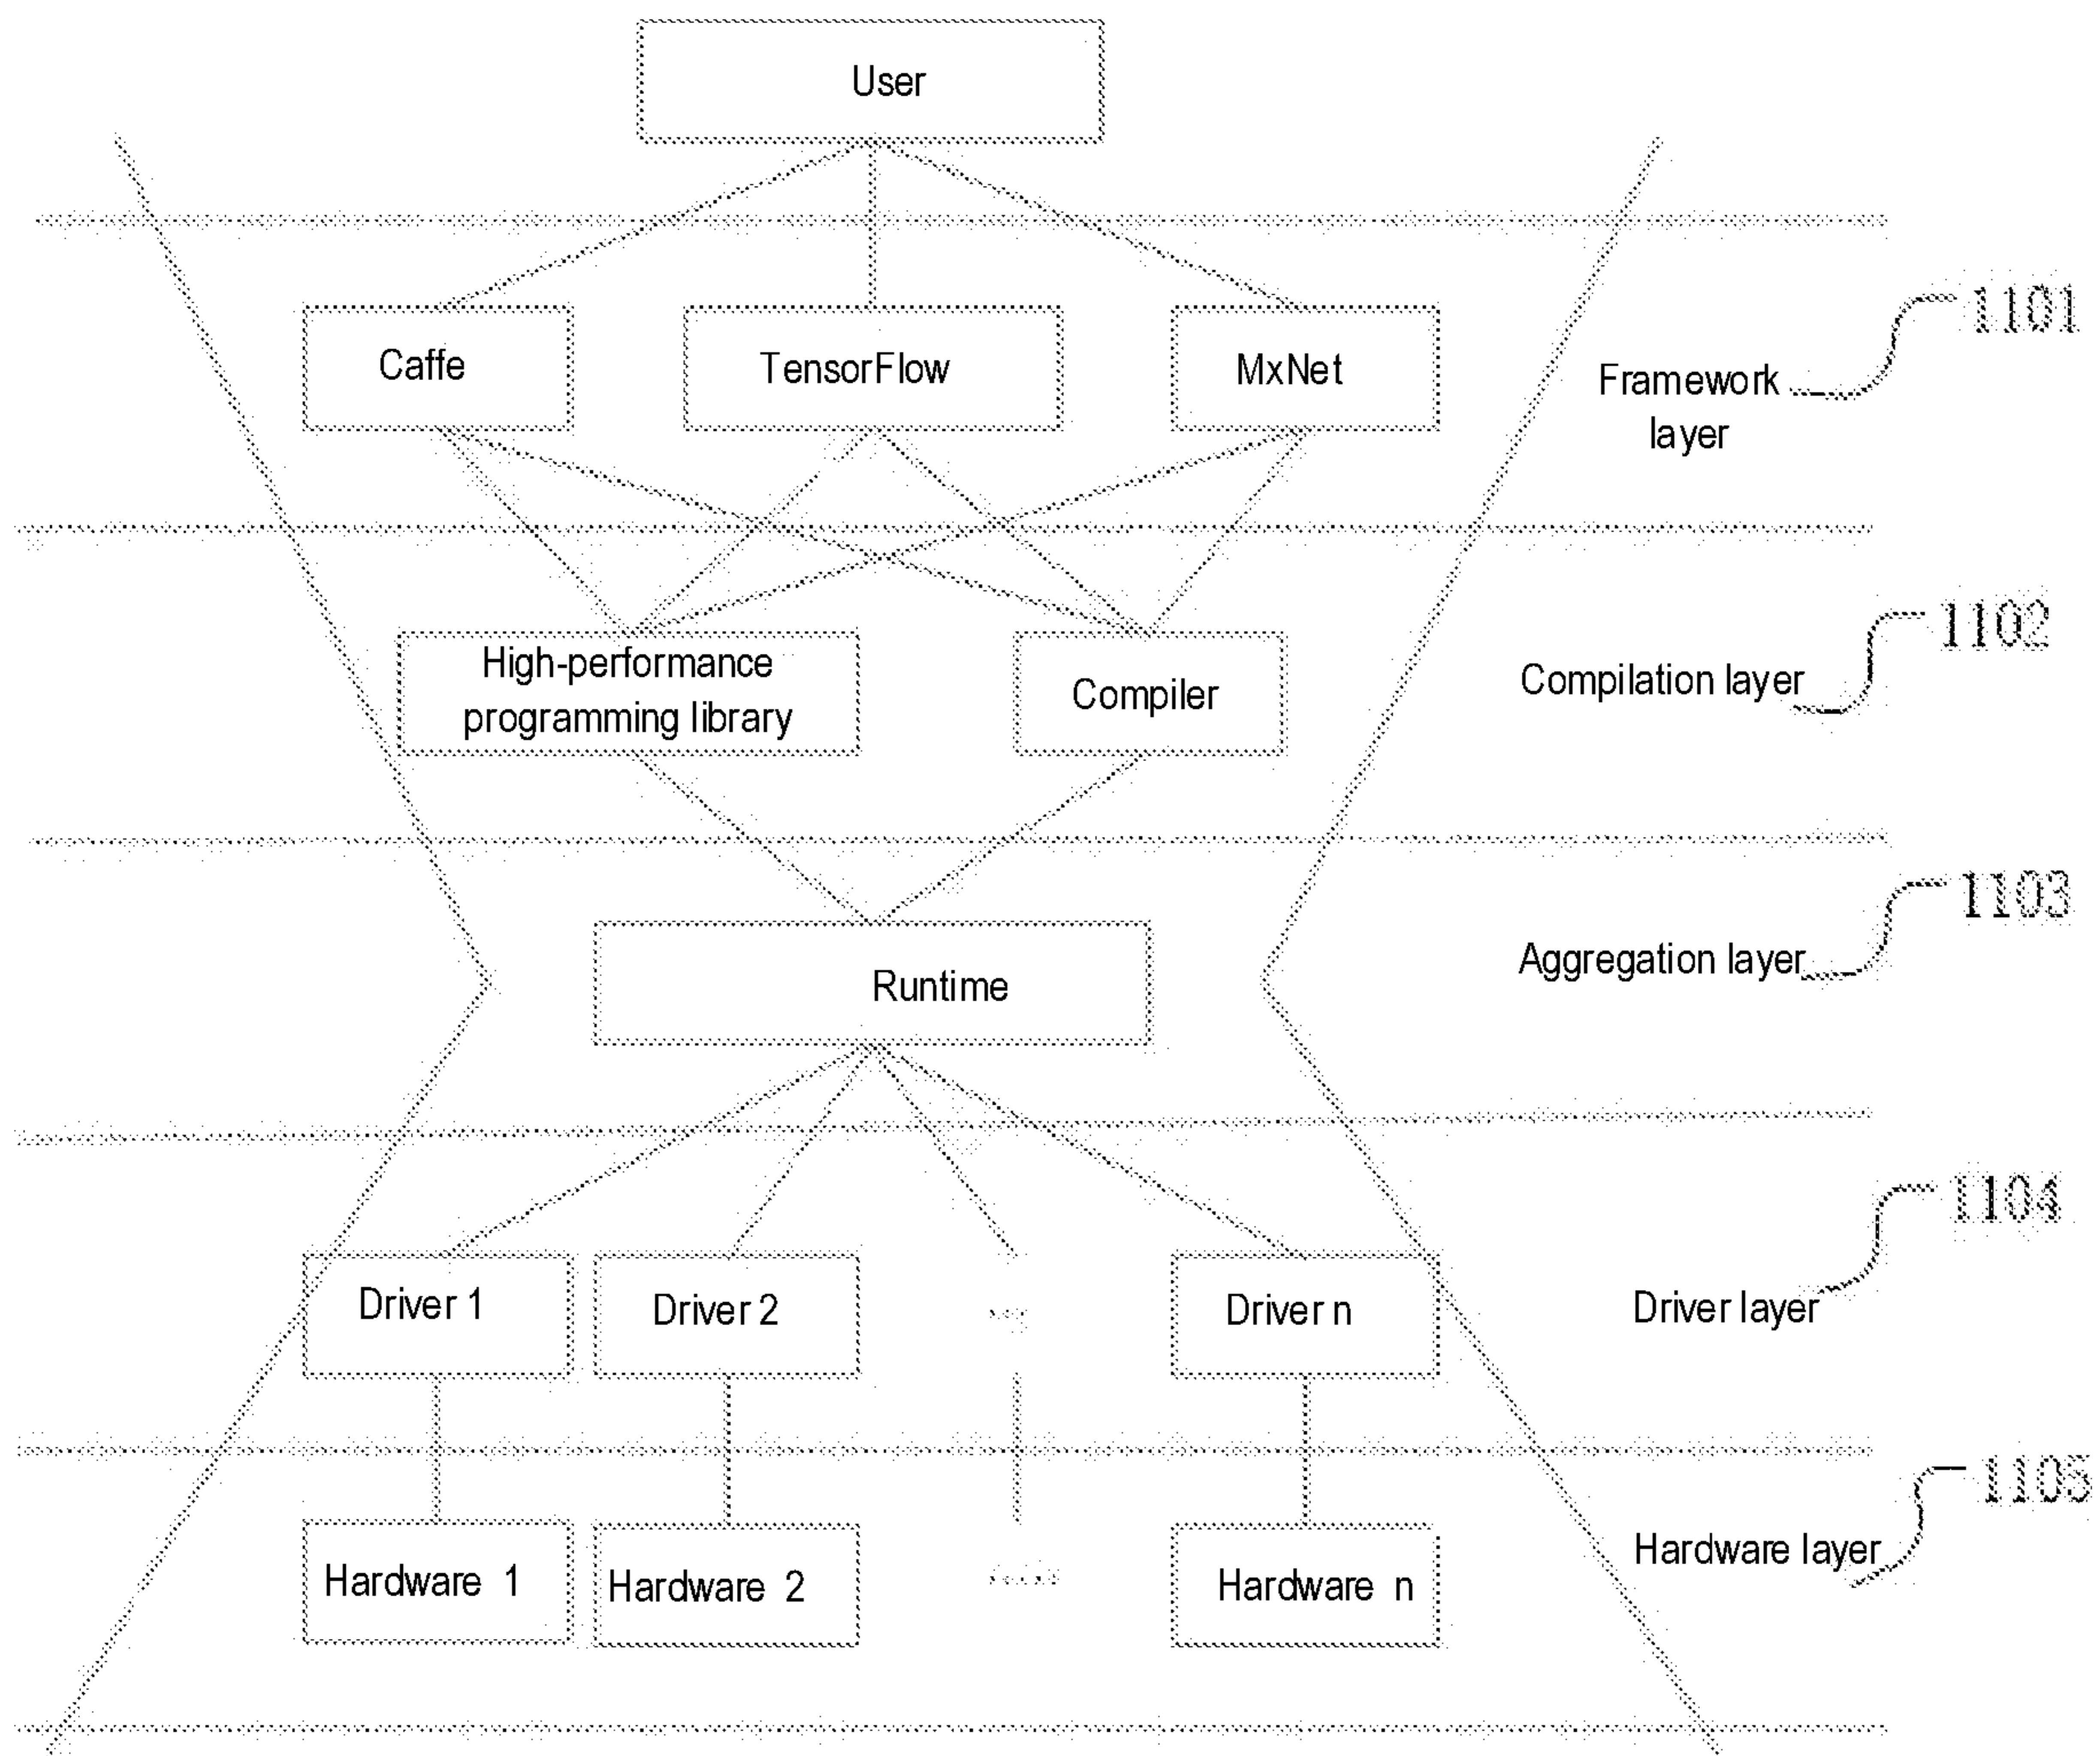 User
1101
Caffe
TensorFlow
MxNet
Framework
layer
1102
High-performance
programming library
Compiler
Compilation layer
1103
Runtime
Aggregation layer
1104
Driver 1
Driver 2
...
Driver n
Driver layer
1105
Hardware 1
Hardware 2
......
Hardware n
Hardware layer